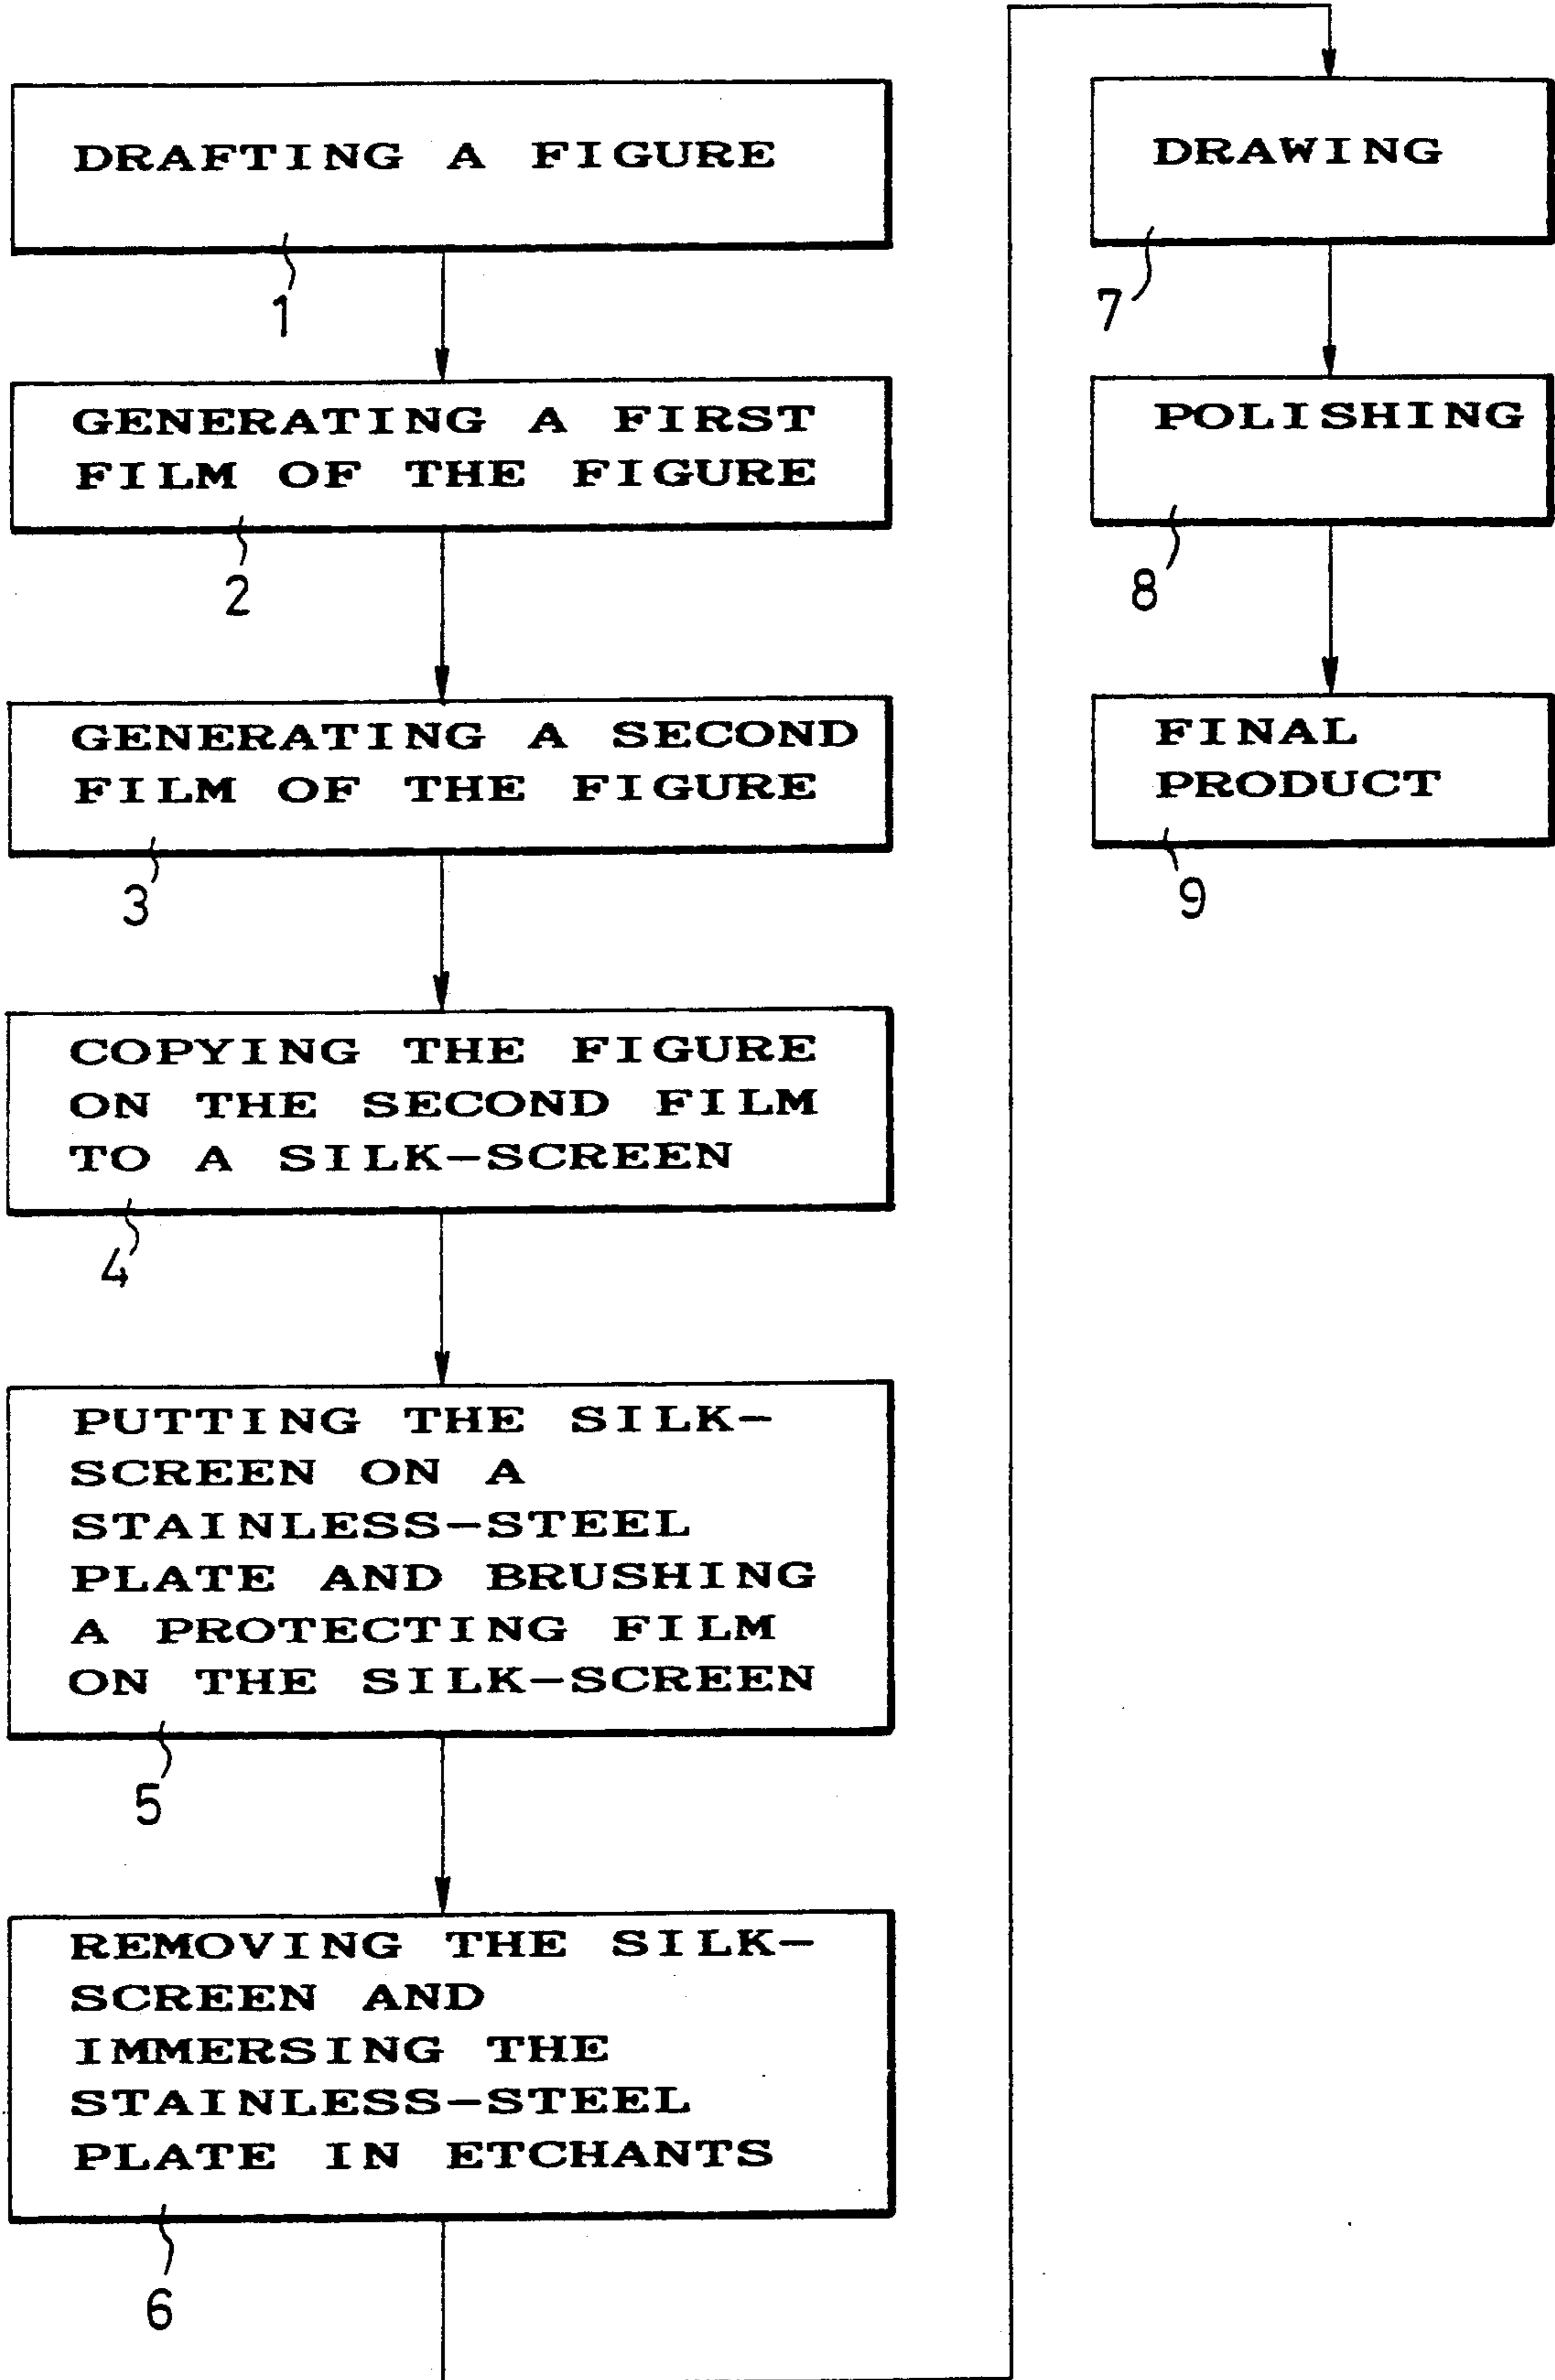 DRAFTING A FIGURE
1
GENERATING A FIRST
FILM OF THE FIGURE
2
GENERATING A SECOND
FILM OF THE FIGURE
3
COPYING THE FIGURE
ON THE SECOND FILM
TO A SILK-SCREEN
4
PUTTING THE SILK-
SCREEN ON A
STAINLESS-STEEL
PLATE AND BRUSHING
A PROTECTING FILM
ON THE SILK-SCREEN
5
REMOVING THE SILK-
SCREEN AND
IMMERSING THE
STAINLESS-STEEL
PLATE IN ETCHANTS
6
DRAWING
7
POLISHING
8
FINAL
PRODUCT
9